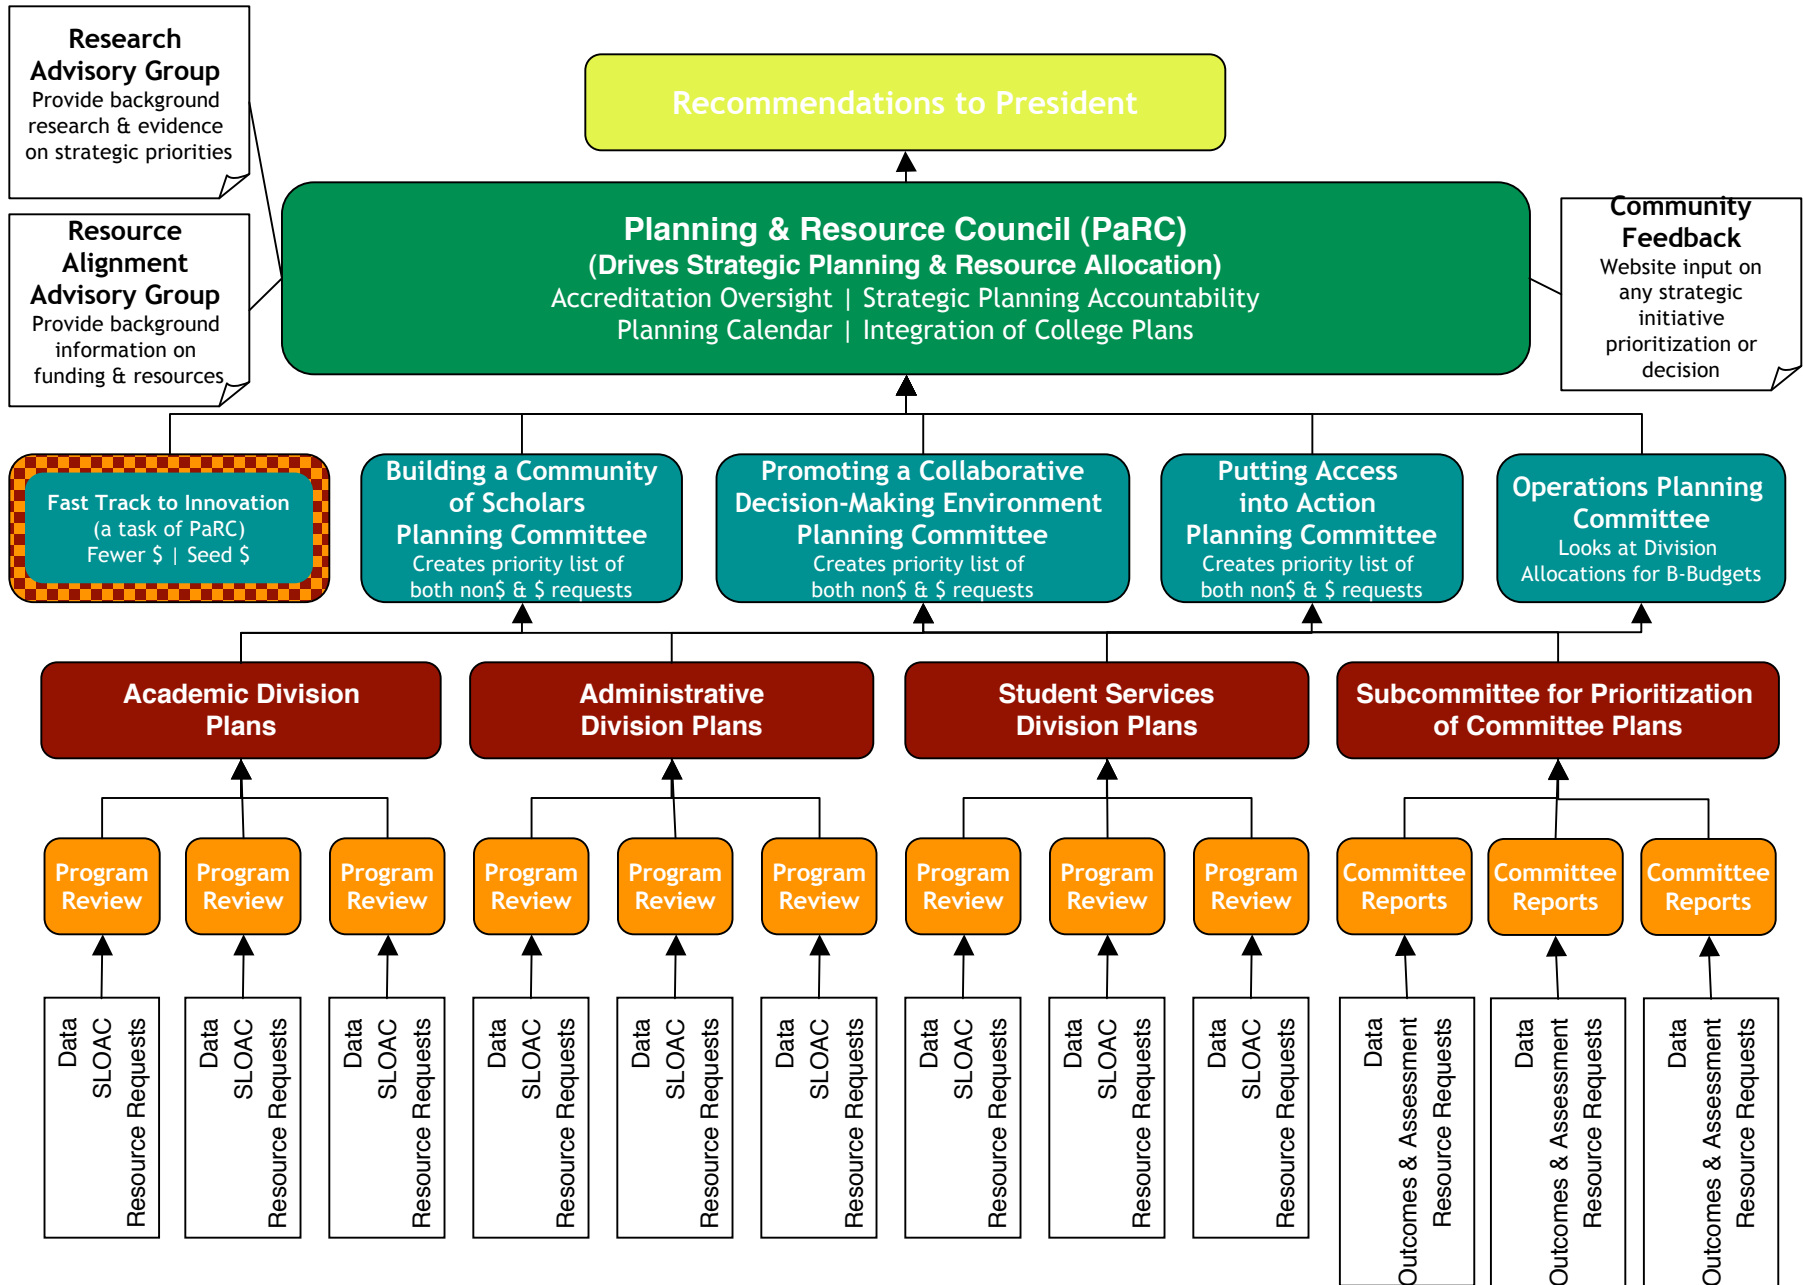 Research
Advisory Group
Provide background
research & evidence
on strategic priorities
Resource
Alignment
Advisory Group
Provide background
information on
funding & resources
Recommendations to President
Planning & Resource Council (PaRC)
(Drives Strategic Planning & Resource Allocation)
Accreditation Oversight | Strategic Planning Accountability
Planning Calendar | Integration of College Plans
Community
Feedback
Website input on
any strategic
initiative
prioritization or
decision
Fast Track to Innovation
(a task of PaRC)
Fewer $ | Seed $
Building a Community
of Scholars
Planning Committee
Creates priority list of
both non$ & $ requests
Promoting a Collaborative
Decision-Making Environment
Planning Committee
Creates priority list of
both non$ & $ requests
Putting Access
into Action
Planning Committee
Creates priority list of
both non$ & $ requests
Operations Planning
Committee
Looks at Division
Allocations for B-Budgets
Academic Division
Plans
Administrative
Division Plans
Student Services
Division Plans
Subcommittee for Prioritization
of Committee Plans
Program
Review
Program
Review
Program
Review
Program
Review
Program
Review
Program
Review
Program
Review
Program
Review
Program
Review
Committee
Reports
Committee
Reports
Committee
Reports
Data
SLOAC
Resource Requests
Data
SLOAC
Resource Requests
Data
SLOAC
Resource Requests
Data
SLOAC
Resource Requests
Data
SLOAC
Resource Requests
Data
SLOAC
Resource Requests
Data
SLOAC
Resource Requests
Data
SLOAC
Resource Requests
Data
SLOAC
Resource Requests
Data
Outcomes & Assessment
Resource Requests
Data
Outcomes & Assessment
Resource Requests
Data
Outcomes & Assessment
Resource Requests